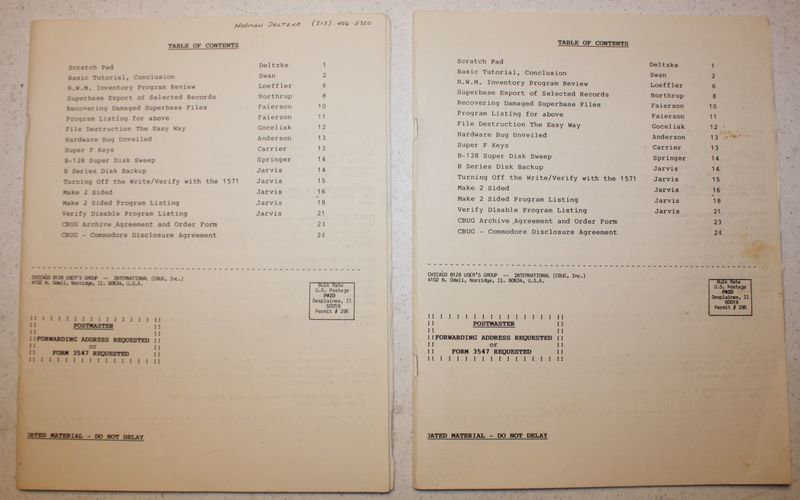 Norman Deltzke (312) 456-2320
TABLE OF CONTENTS
Scratch Pad Deltzke 1
Basic Tutorial, Conclusion Swan 2
N.W.M. Inventory Program Review Loeffler 6
Superbase Export of Selected Records Northrup 8
Recovering Damaged Superbase Files Faierson 10
Program Listing for above Faierson 11
File Destruction The Easy Way Goceliak 12
Hardware Bug Unveiled Anderson 13
Super F Keys Carrier 13
B-128 Super Disk Sweep Springer 14
B Series Disk Backup Jarvis 14
Turning Off the Write/Verify with the 1571 Jarvis 15
Make 2 Sided Jarvis 16
Make 2 Sided Program Listing Jarvis 18
Verify Disable Program Listing Jarvis 21
CBUG Archive Agreement and Order Form 23
CBUG - Commodore Disclosure Agreement 24
CHICAGO B128 USER'S GROUP -- INTERNATIONAL (CBUG, Inc.)
4102 N. Odell, Norridge, Il. 60634, U.S.A.
Bulk Rate
U.S. Postage
PAID
Desplaines, Il
60019
Permit # 296
!! ! ! ! ! ! ! ! ! ! ! ! ! !!
!! POSTMASTER !!
!! !!
!!FORWARDING ADDRESS REQUESTED !!
!! or !!
!! FORM 3547 REQUESTED !!
!! ! ! ! ! ! ! ! ! ! ! ! ! !!
DATED MATERIAL - DO NOT DELAY
TABLE OF CONTENTS
Scratch Pad Deltzke 1
Basic Tutorial, Conclusion Swan 2
N.W.M. Inventory Program Review Loeffler 6
Superbase Export of Selected Records Northrup 8
Recovering Damaged Superbase Files Faierson 10
Program Listing for above Faierson 11
File Destruction The Easy Way Goceliak 12
Hardware Bug Unveiled Anderson 13
Super F Keys Carrier 13
B-128 Super Disk Sweep Springer 14
B Series Disk Backup Jarvis 14
Turning Off the Write/Verify with the 1571 Jarvis 15
Make 2 Sided Jarvis 16
Make 2 Sided Program Listing Jarvis 18
Verify Disable Program Listing Jarvis 21
CBUG Archive Agreement and Order Form 23
CBUG - Commodore Disclosure Agreement 24
CHICAGO B128 USER'S GROUP -- INTERNATIONAL (CBUG, Inc.)
4102 N. Odell, Norridge, Il. 60634, U.S.A.
Bulk Rate
U.S. Postage
PAID
Desplaines, Il
60019
Permit # 296
!! ! ! ! ! ! ! ! ! ! ! ! ! !!
!! POSTMASTER !!
!! !!
!!FORWARDING ADDRESS REQUESTED !!
!! or !!
!! FORM 3547 REQUESTED !!
!! ! ! ! ! ! ! ! ! ! ! ! ! !!
DATED MATERIAL - DO NOT DELAY